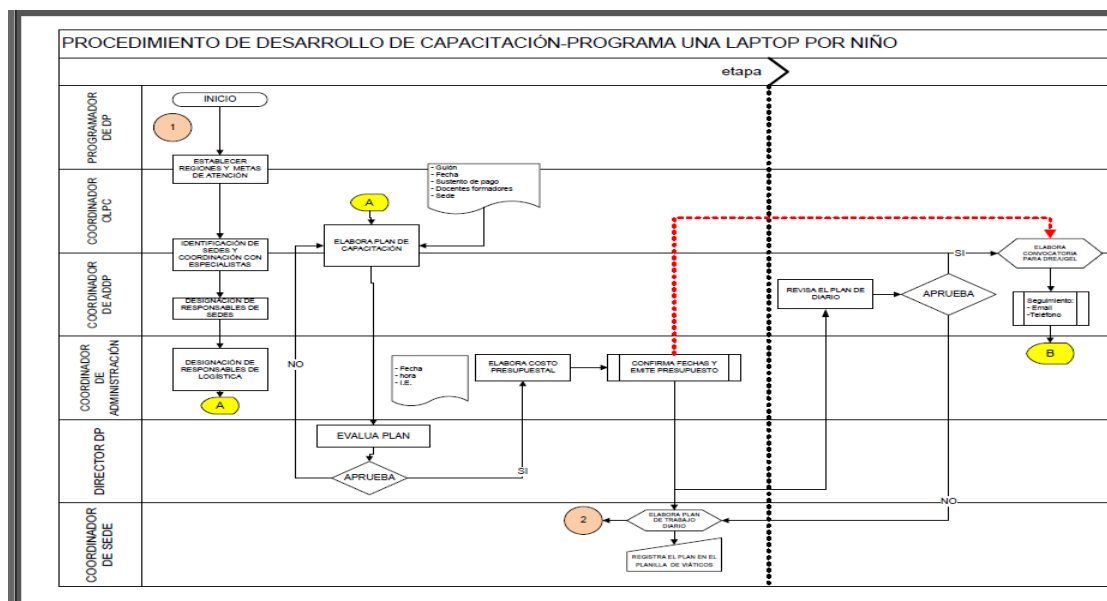 PROCEDIMIENTO DE DESARROLLO DE CAPACITACIÓN-PROGRAMA UNA LAPTOP POR NIÑO
etapa
PROGRAMADOR
DE DP
INICIO
1
ESTABLECER
REGIONES Y METAS
DE ATENCIÓN
COORDINADOR
OLPC
A
- Guión
- Fecha
- Sustento de pago
- Docentes formadores
- Sede
ELABORA PLAN DE
CAPACITACIÓN
IDENTIFICACIÓN DE
SEDES Y
COORDINACIÓN CON
ESPECIALISTAS
SI
ELABORA
CONVOCATORIA
PARA DRE/UGEL
COORDINADOR
DE ADDP
DESIGNACIÓN DE
RESPONSABLES DE
SEDES
REVISA EL PLAN DE
DIARIO
APRUEBA
Seguimiento:
- Email
-Teléfono
B
COORDINADOR
DE
ADMINISTRACIÓN
DESIGNACIÓN DE
RESPONSABLES DE
LOGÍSTICA
A
NO
- Fecha
- hora
- I.E.
ELABORA COSTO
PRESUPUESTAL
CONFIRMA FECHAS Y
EMITE PRESUPUESTO
DIRECTOR DP
EVALUA PLAN
APRUEBA
SI
NO
COORDINADOR
DE SEDE
2
ELABORA PLAN
DE TRABAJO
DIARIO
REGISTRA EL PLAN EN EL
PLANILLA DE VIÁTICOS